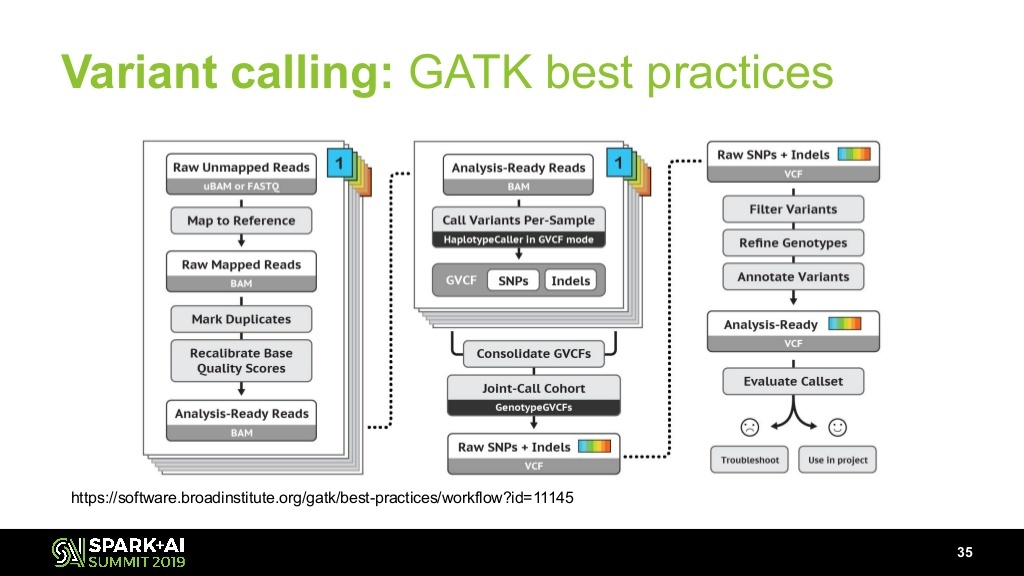 Variant calling: GATK best practices
1
Raw Unmapped Reads
uBAM or FASTQ
Map to Reference
Raw Mapped Reads
BAM
Mark Duplicates
Recalibrate Base
Quality Scores
Analysis-Ready Reads
BAM
1
Analysis-Ready Reads
BAM
Call Variants Per-Sample
HaplotypeCaller in GVCF mode
GVCF SNPs Indels
Consolidate GVCFs
Joint-Call Cohort
GenotypeGVCFs
Raw SNPs + Indels
VCF
Raw SNPs + Indels
VCF
Filter Variants
Refine Genotypes
Annotate Variants
Analysis-Ready
VCF
Evaluate Callset
Troubleshoot
Use in project
https://software.broadinstitute.org/gatk/best-practices/workflow?id=11145
SPARK+AI
SUMMIT 2019
35